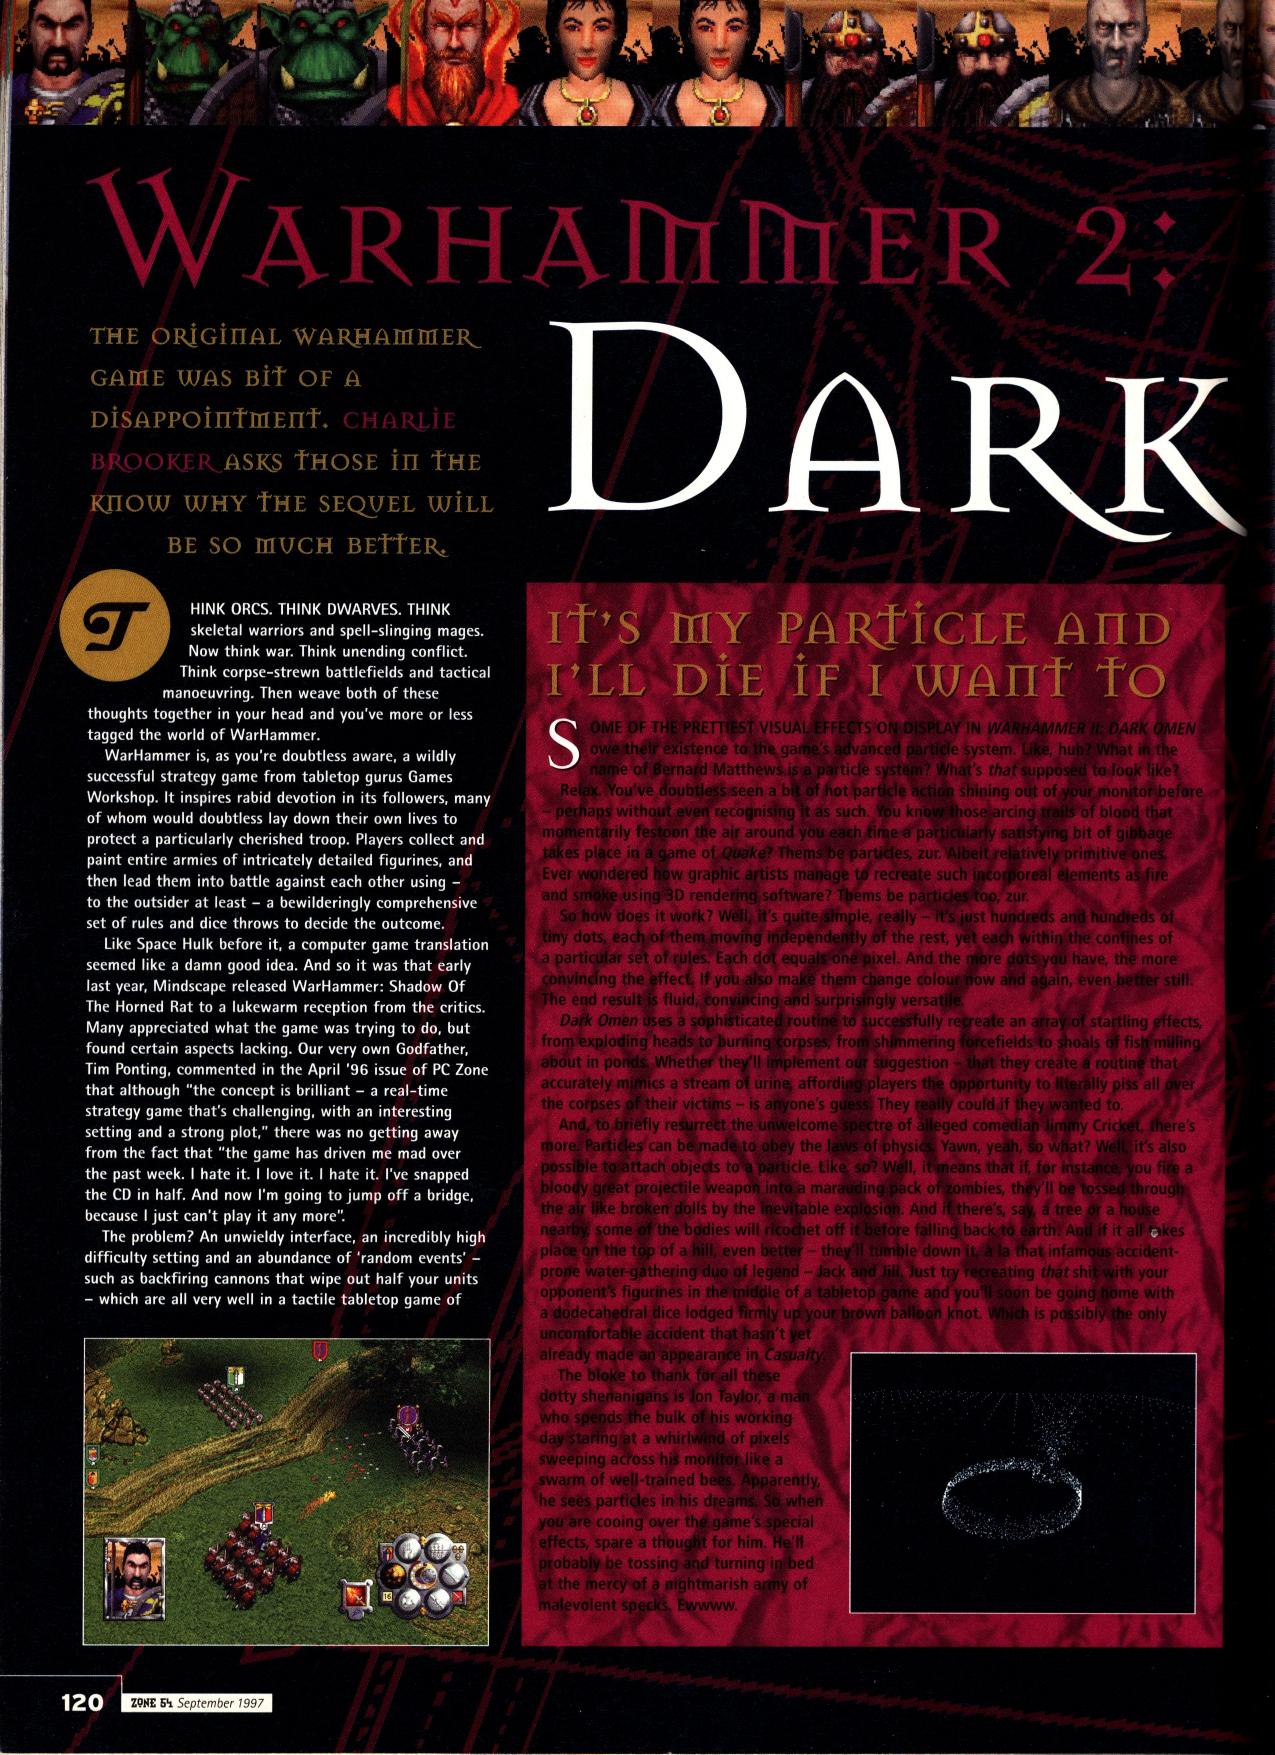 WARHAMMER 2:
DARK
THE ORIGINAL WARHAMMER
GAME WAS BIT OF A
DISAPPOINTMENT. CHARLIE
BROOKER ASKS THOSE IN THE
KNOW WHY THE SEQUEL WILL
BE SO MUCH BETTER.
THINK ORCS. THINK DWARVES. THINK
skeletal warriors and spell-slinging mages.
Now think war. Think unending conflict.
Think corpse-strewn battlefields and tactical
manoeuvring. Then weave both of these
thoughts together in your head and you've more or less
tagged the world of WarHammer.
WarHammer is, as you're doubtless aware, a wildly
successful strategy game from tabletop gurus Games
Workshop. It inspires rabid devotion in its followers, many
of whom would doubtless lay down their own lives to
protect a particularly cherished troop. Players collect and
paint entire armies of intricately detailed figurines, and
then lead them into battle against each other using –
to the outsider at least – a bewilderingly comprehensive
set of rules and dice throws to decide the outcome.
Like Space Hulk before it, a computer game translation
seemed like a damn good idea. And so it was that early
last year, Mindscape released WarHammer: Shadow Of
The Horned Rat to a lukewarm reception from the critics.
Many appreciated what the game was trying to do, but
found certain aspects lacking. Our very own Godfather,
Tim Ponting, commented in the April '96 issue of PC Zone
that although "the concept is brilliant – a real-time
strategy game that's challenging, with an interesting
setting and a strong plot," there was no getting away
from the fact that "the game has driven me mad over
the past week. I hate it. I love it. I hate it. I've snapped
the CD in half. And now I'm going to jump off a bridge,
because I just can't play it any more".
The problem? An unwieldy interface, an incredibly high
difficulty setting and an abundance of 'random events' –
such as backfiring cannons that wipe out half your units
– which are all very well in a tactile tabletop game of
IT'S MY PARTICLE AND
I'LL DIE IF I WANT TO
SOME OF THE PRETTIEST VISUAL EFFECTS ON DISPLAY IN WARHAMMER II: DARK OMEN
owe their existence to the game's advanced particle system. Like, huh? What in the
name of Bernard Matthews is a particle system? What's that supposed to look like?
Relax. You've doubtless seen a bit of hot particle action shining out of your monitor before
– perhaps without even recognising it as such. You know those arcing trails of blood that
momentarily festoon the air around you each time a particularly satisfying bit of gibbage
takes place in a game of Quake? Thems be particles, zur. Albeit relatively primitive ones.
Ever wondered how graphic artists manage to recreate such incorporeal elements as fire
and smoke using 3D rendering software? Thems be particles too, zur.
So how does it work? Well, it's quite simple, really – it's just hundreds and hundreds of
tiny dots, each of them moving independently of the rest, yet each within the confines of
a particular set of rules. Each dot equals one pixel. And the more dots you have, the more
convincing the effect. If you also make them change colour now and again, even better still.
The end result is fluid, convincing and surprisingly versatile.
Dark Omen uses a sophisticated routine to successfully recreate an array of startling effects,
from exploding heads to burning corpses, from shimmering forcefields to shoals of fish milling
about in ponds. Whether they'll implement our suggestion – that they create a routine that
accurately mimics a stream of urine, affording players the opportunity to literally piss all over
the corpses of their victims – is anyone's guess. They really could if they wanted to.
And, to briefly resurrect the unwelcome spectre of alleged comedian Jimmy Cricket, there's
more. Particles can be made to obey the laws of physics. Yawn, yeah, so what? Well, it's also
possible to attach objects to a particle. Like, so? Well, it means that if, for instance, you fire a
bloody great projectile weapon into a marauding pack of zombies, they'll be tossed through
the air like broken dolls by the inevitable explosion. And if there's, say, a tree or a house
nearby, some of the bodies will ricochet off it before falling back to earth. And if it all takes
place on the top of a hill, even better – they'll tumble down it, à la that infamous accident-
prone water-gathering duo of legend – Jack and Jill. Just try recreating that shit with your
opponent's figurines in the middle of a tabletop game and you'll soon be going home with
a dodecahedral dice lodged firmly up your brown balloon knot. Which is possibly the only
uncomfortable accident that hasn't yet
already made an appearance in Casualty.
The bloke to thank for all these
dotty shenanigans is Jon Taylor, a man
who spends the bulk of his working
day staring at a whirlwind of pixels
sweeping across his monitor like a
swarm of well-trained bees. Apparently,
he sees particles in his dreams. So when
you are cooing over the game's special
effects, spare a thought for him. He'll
probably be tossing and turning in bed
at the mercy of a nightmarish army of
malevolent specks. Ewwww.
16
120 ZONE 54 September 1997